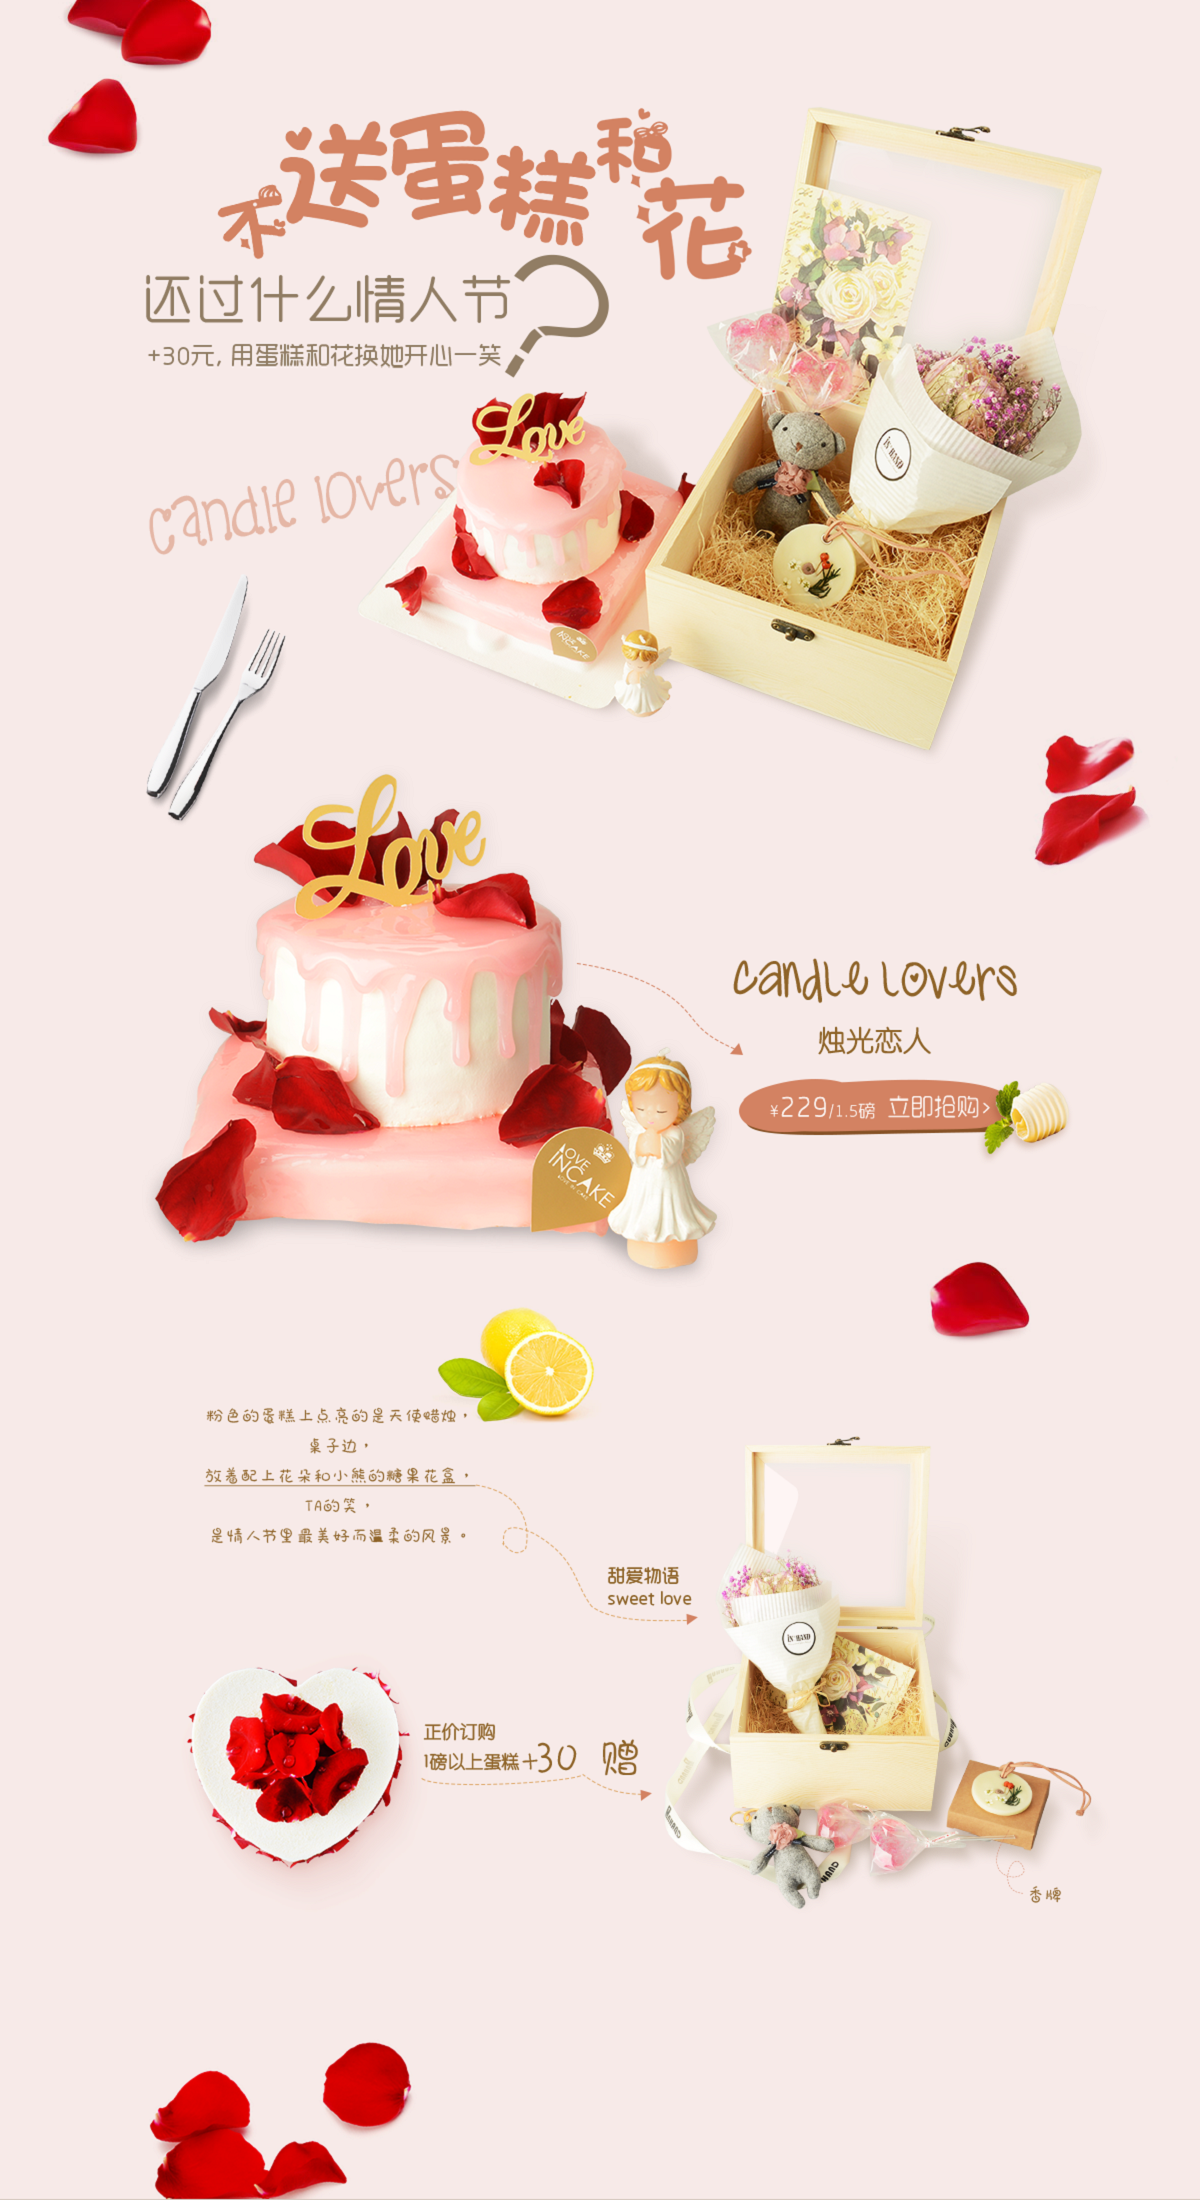 不送蛋糕和花
还过什么情人节?
+30元, 用蛋糕和花换她开心一笑
Love
candle lovers
iN HAND
LOVE
INCAKE
Love
candle lovers
烛光恋人
¥229/1.5磅 立即抢购>
LOVE
INCAKE
粉色的蛋糕上点亮的是天使蜡烛，
桌子边，
放着配上花朵和小熊的糖果花盒，
TA的笑，
是情人节里最美好而温柔的风景。
甜爱物语
sweet love
iN HAND
正价订购
1磅以上蛋糕+30 赠
香牌